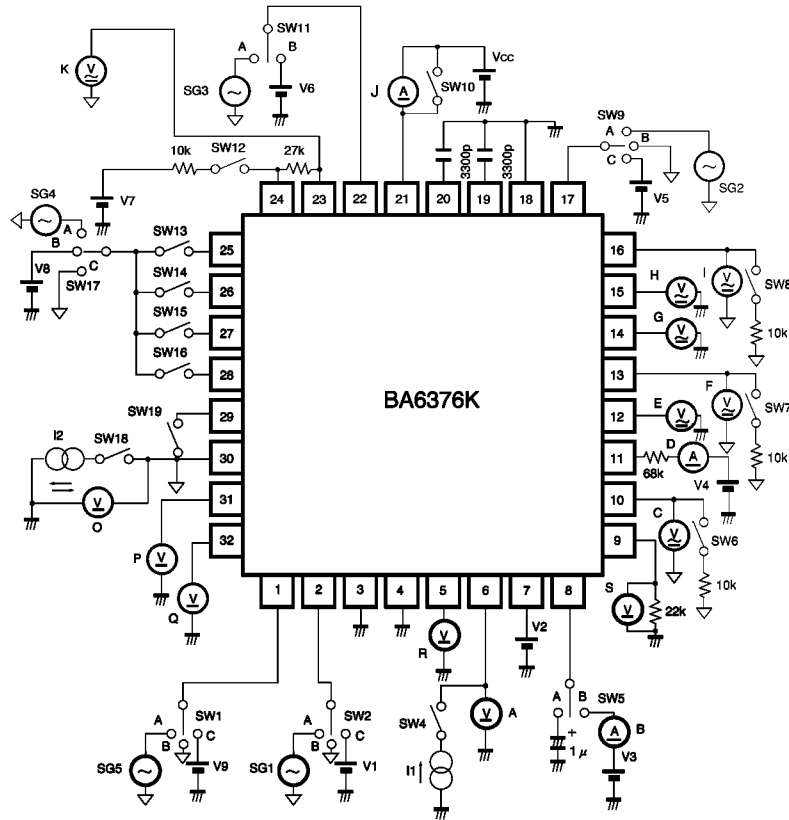 SW11
A
B
K
V
SG3
V6
J
A
SW10
Vcc
SW9
A
B
C
SG2
V5
10k
SW12
27k
3300p
3300p
V7
SG4
A
B
C
V8
SW17
24
23
22
21
20
19
18
17
SW13
25
SW14
26
SW15
27
SW16
28
SW19
29
I2
SW18
30
V
O
31
P
V
32
Q
V
BA6376K
16
H
I
V
SW8
15
V
G
10k
14
V
13
F
V
SW7
E
12
V
D
10k
11
68k
A
V4
10
C
V
SW6
9
10k
S
V
22k
1
2
3
4
5
6
7
8
V
R
V2
SW4
V
A
I1
A
B
SW5
+
1μ
A
B
V3
A
SW1
B
C
SG5
V9
A
SW2
B
C
SG1
V1